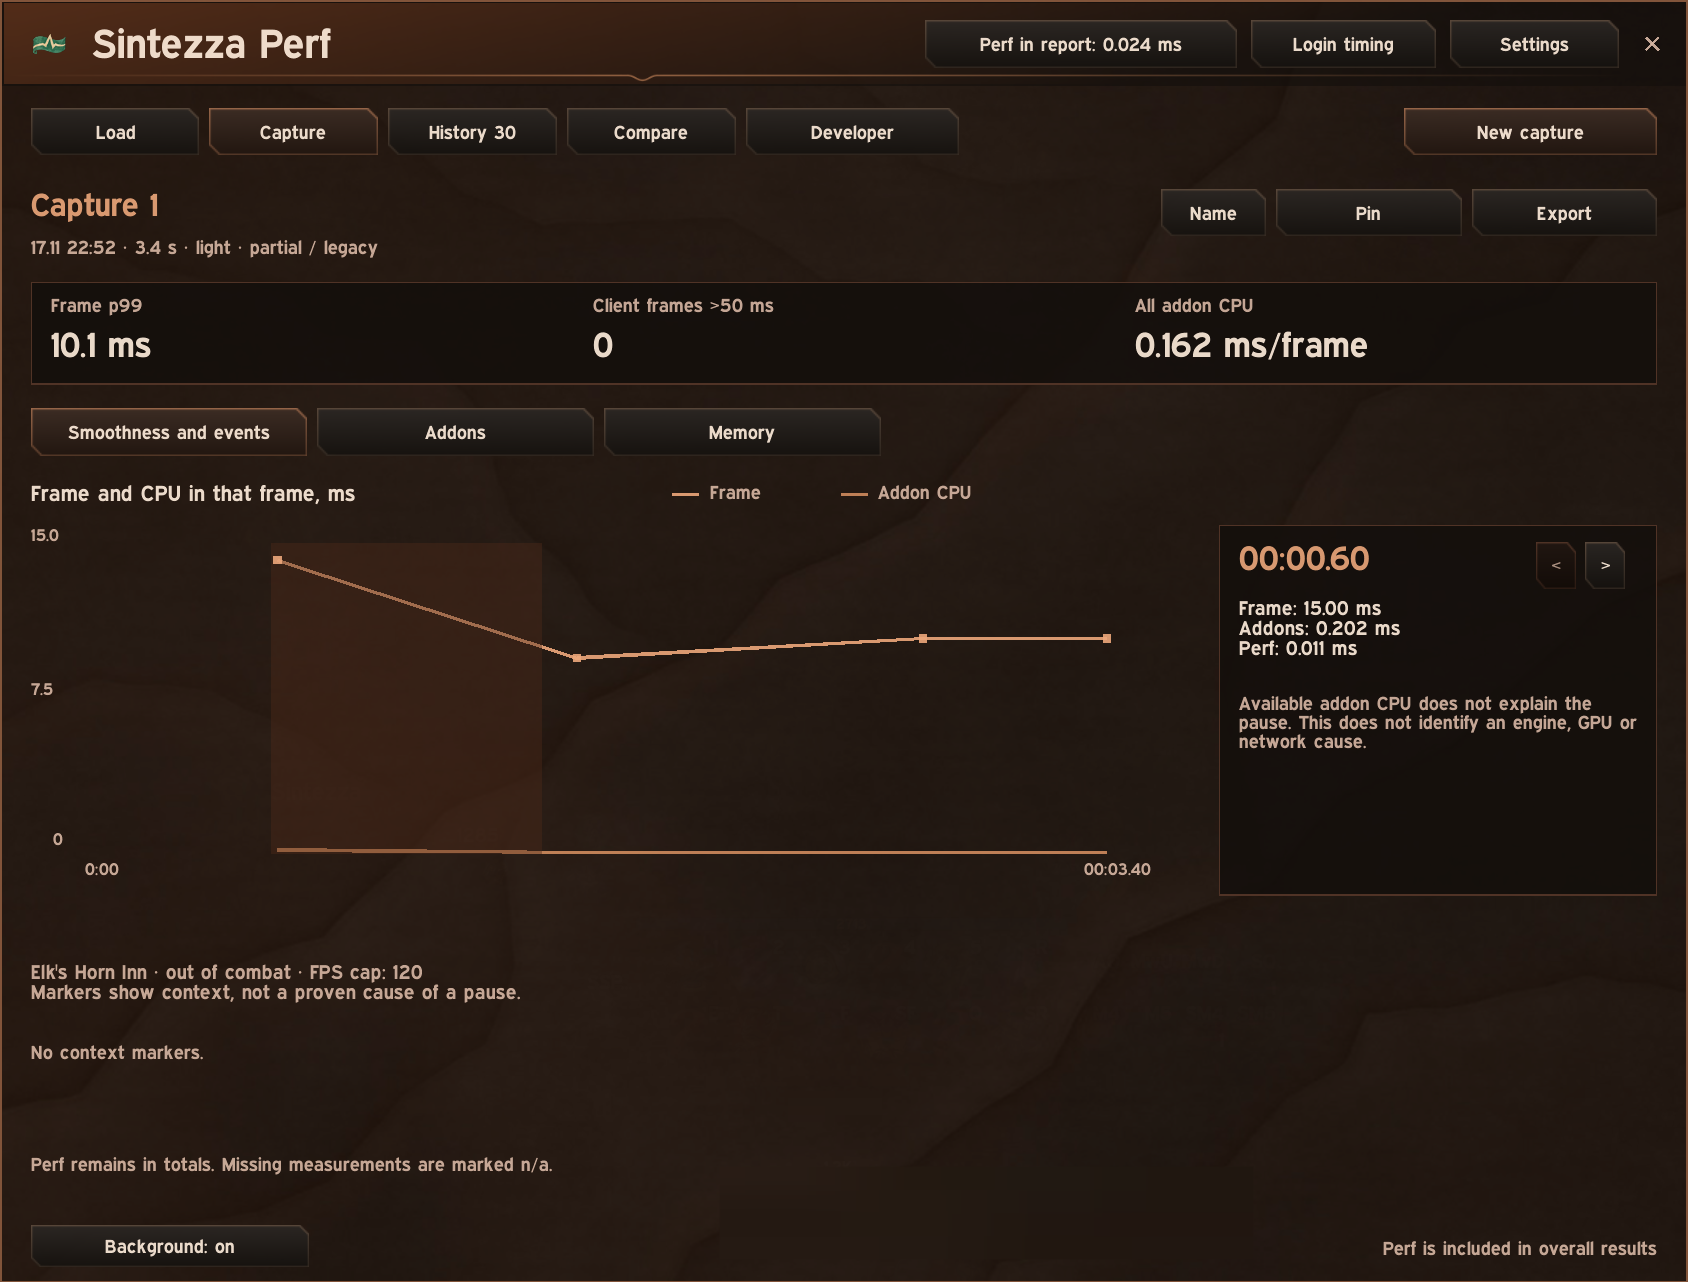 Sintezza Perf
Perf in report: 0.024 ms
Login timing
Settings
×
Load
Capture
History 30
Compare
Developer
New capture
Capture 1
Name
Pin
Export
17.11 22:52 · 3.4 s · light · partial / legacy
Frame p99
Client frames >50 ms
All addon CPU
10.1 ms
0
0.162 ms/frame
Smoothness and events
Addons
Memory
Frame and CPU in that frame, ms
Frame
Addon CPU
15.0
7.5
0
0:00
00:03.40
00:00.60
<
>
Frame: 15.00 ms
Addons: 0.202 ms
Perf: 0.011 ms
Available addon CPU does not explain the
pause. This does not identify an engine, GPU or
network cause.
Elk's Horn Inn · out of combat · FPS cap: 120
Markers show context, not a proven cause of a pause.
No context markers.
Perf remains in totals. Missing measurements are marked n/a.
Background: on
Perf is included in overall results